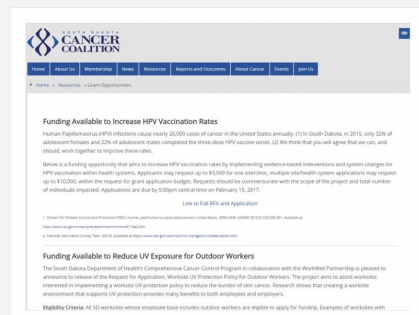 SOUTH DAKOTA
CANCER
COALITION
Home About Us Membership News Resources Reports and Outcomes About Cancer Events Join Us
Home » Resources » Grant Opportunities
Funding Available to Increase HPV Vaccination Rates
Human Papillomavirus (HPV) infections cause nearly 26,000 cases of cancer in the United States annually. (1) In South Dakota, in 2015, only 32% of
adolescent females and 22% of adolescent males completed the three-dose HPV vaccine series. (2) We think that you will agree that we can, and
should, work together to improve these rates.
Below is a funding opportunity that aims to increase HPV vaccination rates by implementing evidence-based interventions and system changes for
HPV vaccination within health systems. Applicants may request up to $3,500 for one site/clinic, multiple site/health system applications may request
up to $10,000, within the request for grant application budget. Requests should be commensurate with the scope of the project and total number
of individuals impacted. Applications are due by 5:00pm central time on February 15, 2017.
Link to Full RFA and Application
Funding Available to Reduce UV Exposure for Outdoor Workers
The South Dakota Department of Health's Comprehensive Cancer Control Program in collaboration with the WorkWell Partnership is pleased to
announce to release of the Request for Application, Worksite UV Protection Policy for Outdoor Workers. The project aims to assist worksites
interested in implementing a worksite UV protection policy to reduce the burden of skin cancer. Research shows that creating a worksite
environment that supports UV protection provides many benefits to both employees and employers.
Eligibility Criteria: All SD worksites whose employee base includes outdoor workers are eligible to apply for funding. Examples of worksites with